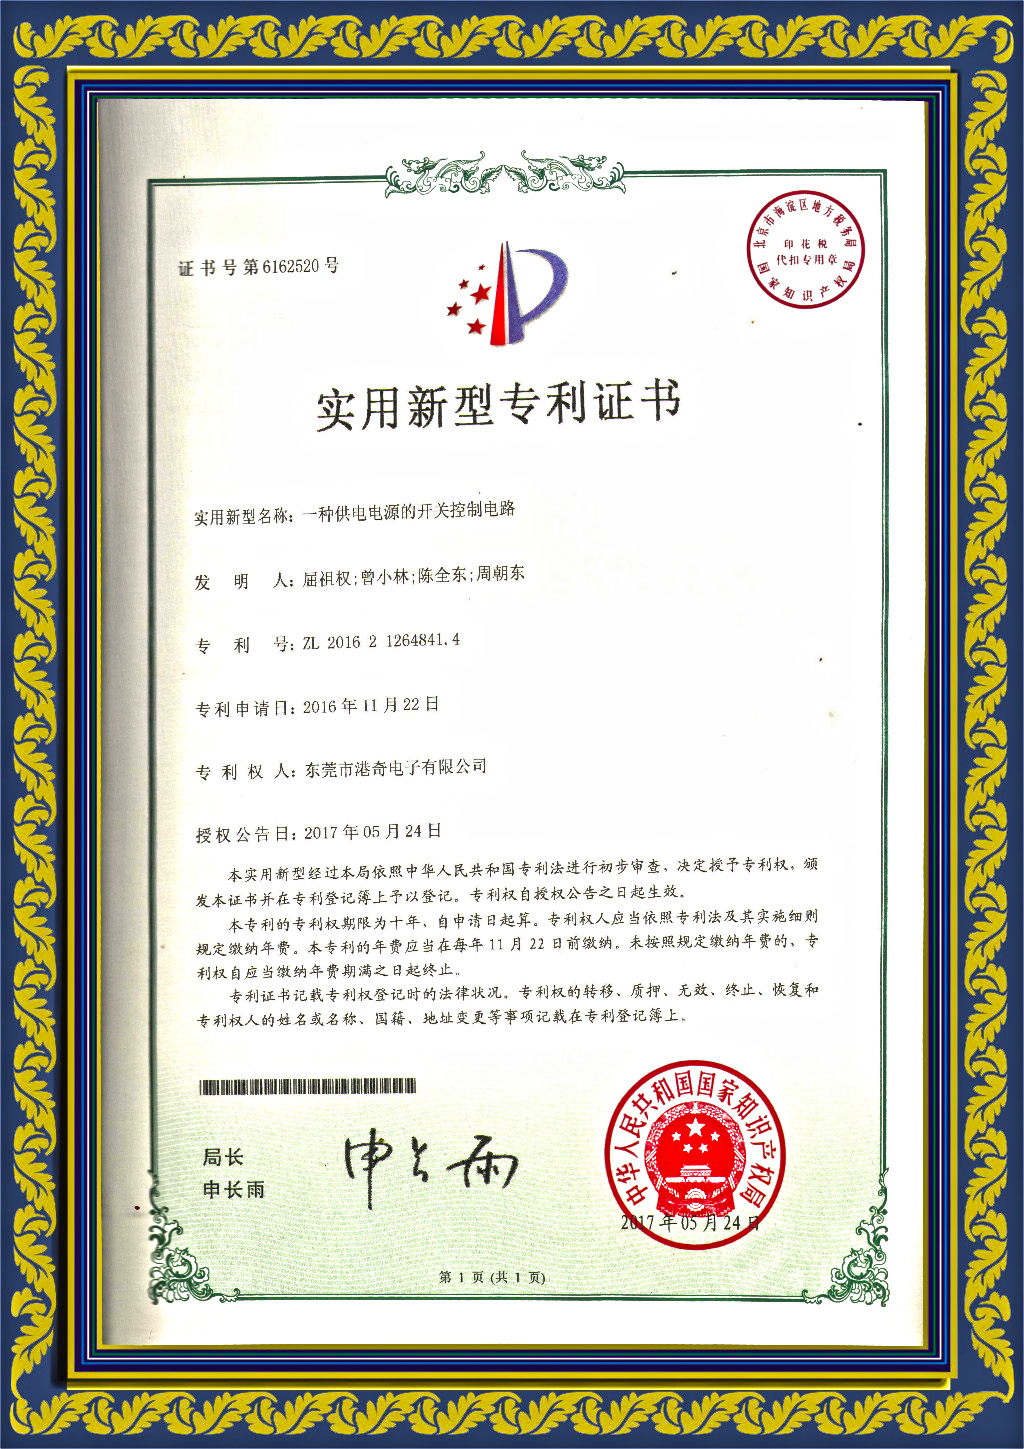 证书号第6162520号
北京市海淀区地方税务局
印花税
代扣专用章
国家知识产权局
实用新型专利证书
实用新型名称：一种供电电源的开关控制电路
发 明 人：屈祖权;曾小林;陈全东;周朝东
专 利 号：ZL 2016 2 1264841.4
专利申请日：2016年11月22日
专 利 权 人：东莞市港奇电子有限公司
授权公告日：2017年05月24日
本实用新型经过本局依照中华人民共和国专利法进行初步审查，决定授予专利权，颁
发本证书并在专利登记簿上予以登记。专利权自授权公告之日起生效。
本专利的专利权期限为十年，自申请日起算。专利权人应当依照专利法及其实施细则
规定缴纳年费。本专利的年费应当在每年11月22日前缴纳。未按照规定缴纳年费的，专
利权自应当缴纳年费期满之日起终止。
专利证书记载专利权登记时的法律状况。专利权的转移、质押、无效、终止、恢复和
专利权人的姓名或名称、国籍、地址变更等事项记载在专利登记簿上。
局长
申长雨
申长雨
中华人民共和国国家知识产权局
2017年05月24日
第1页(共1页)